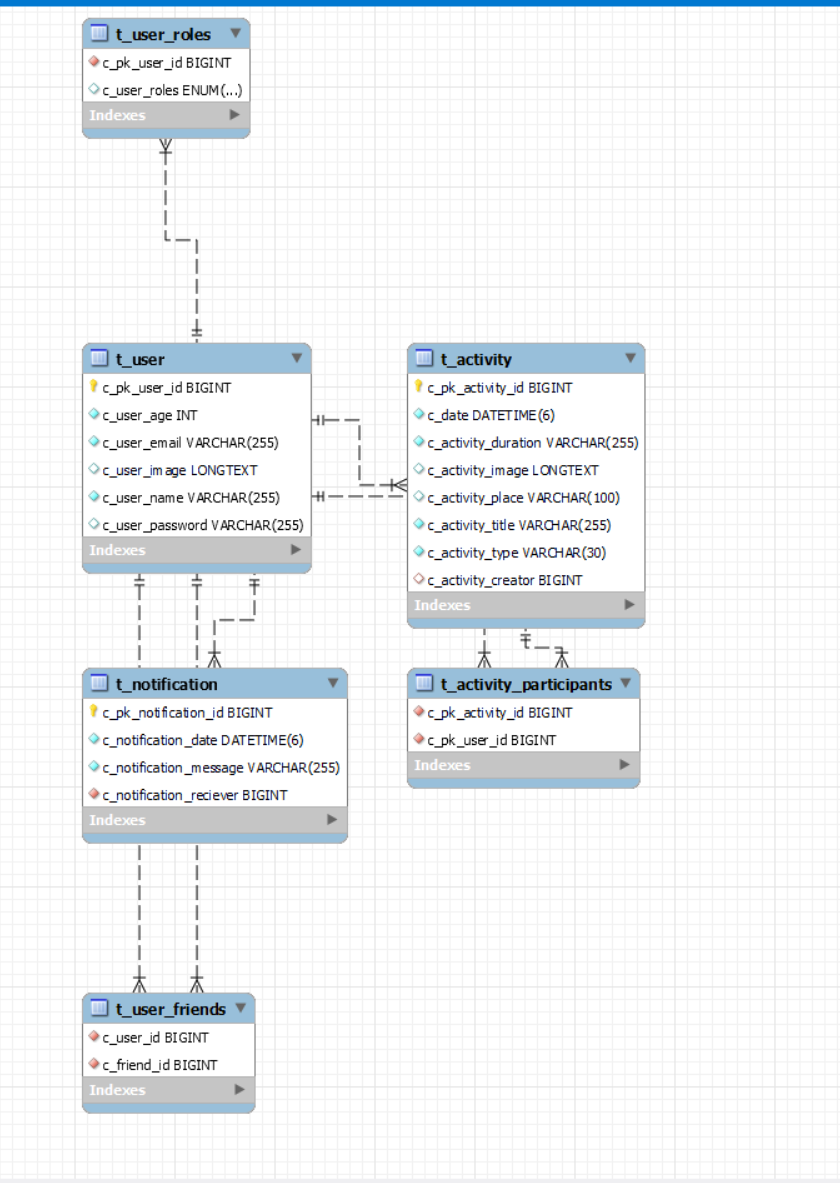 t_user_roles
c_pk_user_id BIGINT
c_user_roles ENUM(...)
Indexes
t_user
c_pk_user_id BIGINT
c_user_age INT
c_user_email VARCHAR(255)
c_user_image LONGTEXT
c_user_name VARCHAR(255)
c_user_password VARCHAR(255)
Indexes
t_activity
c_pk_activity_id BIGINT
c_date DATETIME(6)
c_activity_duration VARCHAR(255)
c_activity_image LONGTEXT
c_activity_place VARCHAR(100)
c_activity_title VARCHAR(255)
c_activity_type VARCHAR(30)
c_activity_creator BIGINT
Indexes
t_notification
c_pk_notification_id BIGINT
c_notification_date DATETIME(6)
c_notification_message VARCHAR(255)
c_notification_reciever BIGINT
Indexes
t_activity_participants
c_pk_activity_id BIGINT
c_pk_user_id BIGINT
Indexes
t_user_friends
c_user_id BIGINT
c_friend_id BIGINT
Indexes